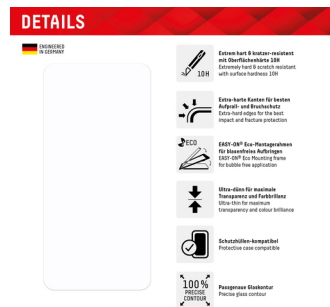 DETAILS
ENGINEERED
IN GERMANY
10H
Extrem hart & kratzer-resistent
mit Oberflächenhärte 10H
Extremely hard & scratch resistant
with surface hardness 10H
Extra-harte Kanten für besten
Aufprall- und Bruchschutz
Extra-hard edges for the best
impact and fracture protection
ECO
EASY-ON® Eco-Montagerahmen
für blasenfreies Aufbringen
EASY-ON® Eco Mounting frame
for bubble free application
Ultra-dünn für maximale
Transparenz und Farbbrillanz
Ultra-thin for maximum
transparency and colour brilliance
Schutzhüllen-kompatibel
Protective case compatible
100%
PRECISE
CONTOUR
Passgenaue Glaskontur
Precise glass contour